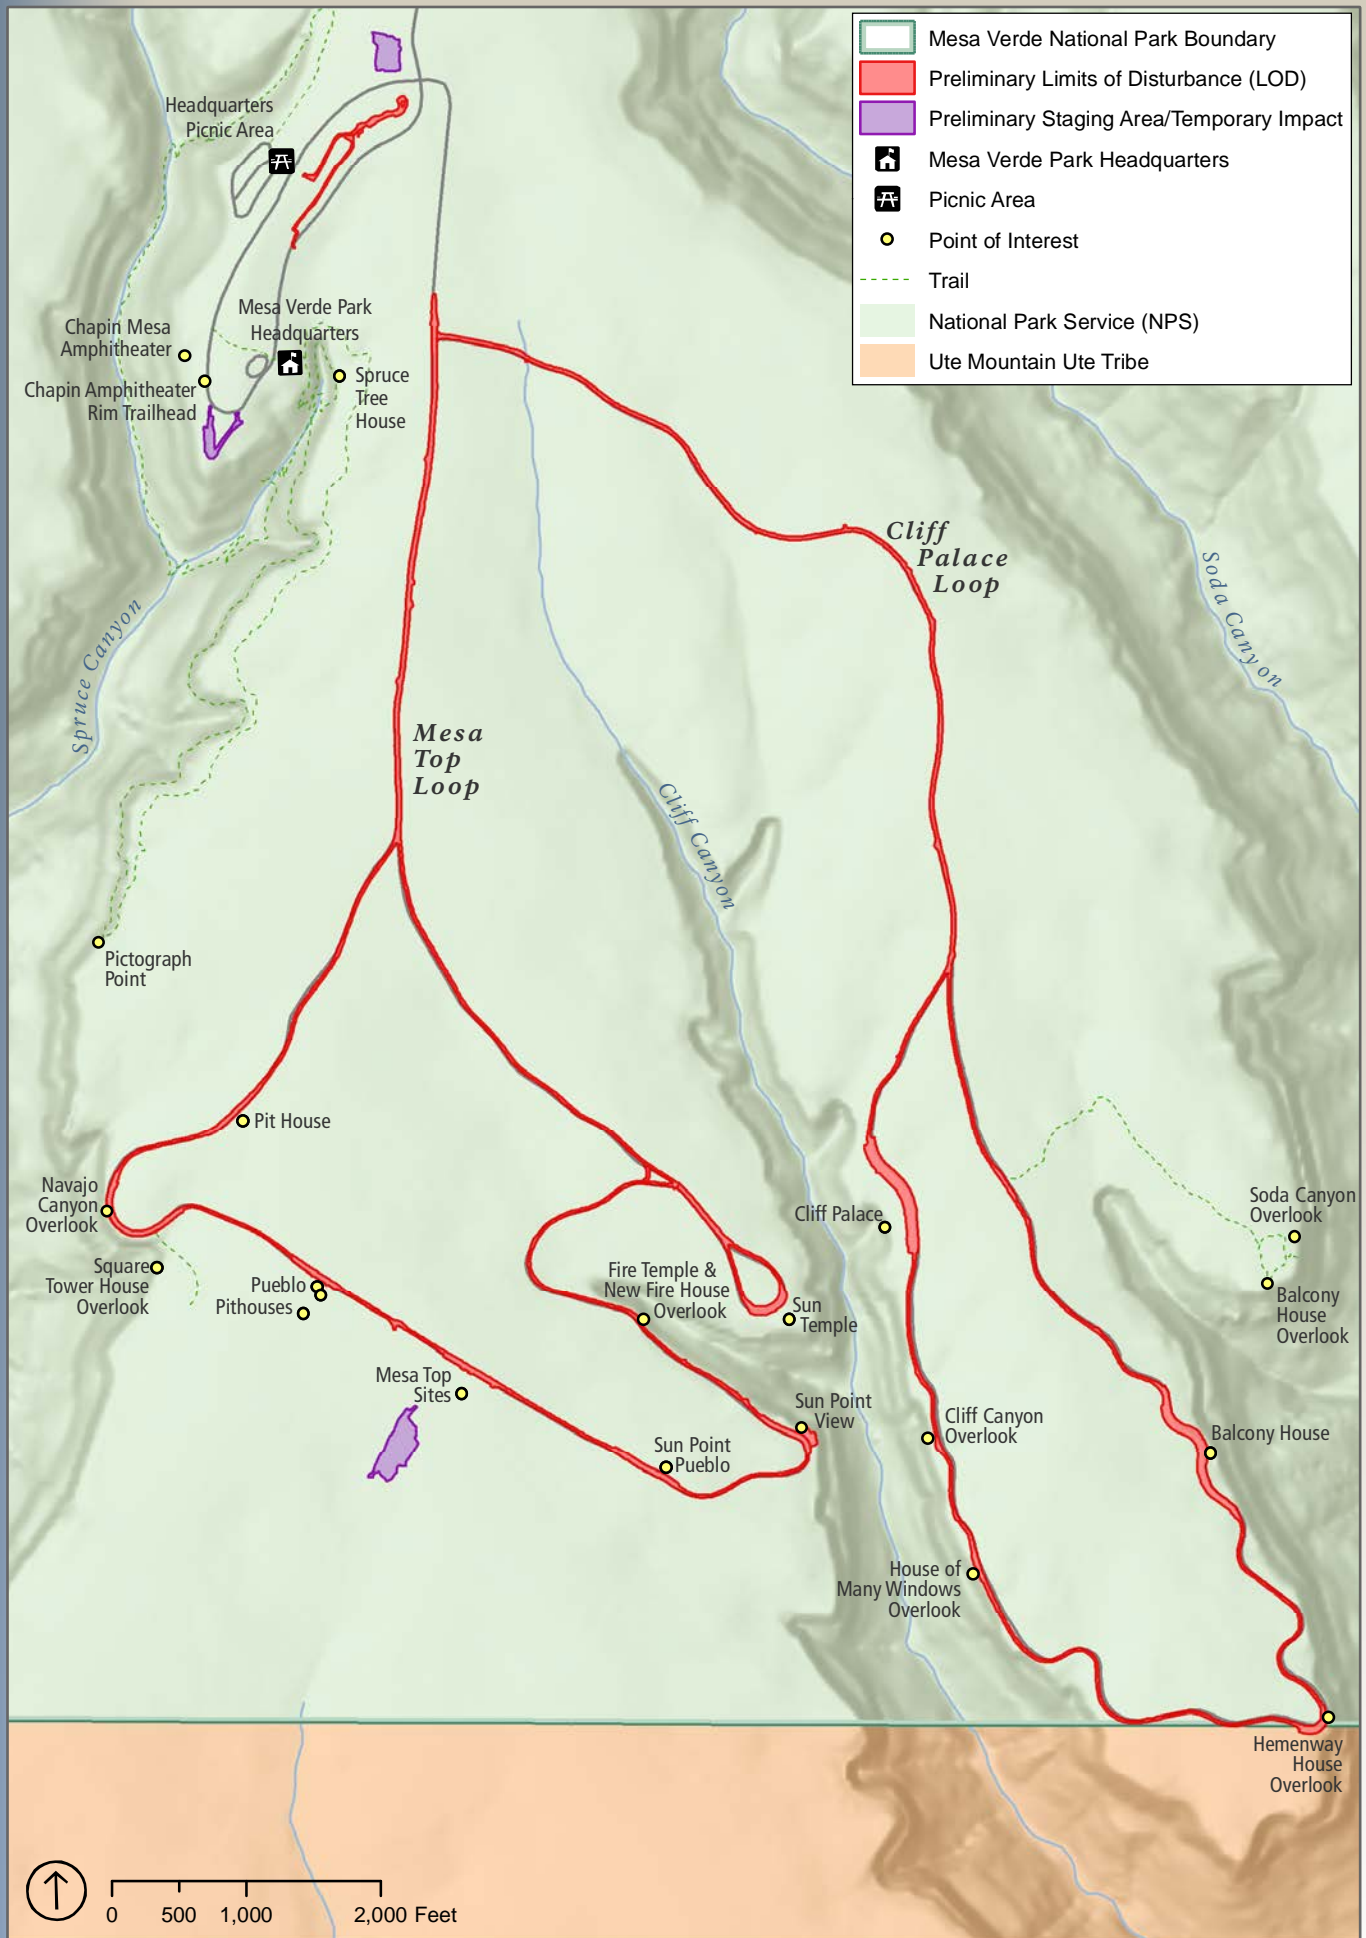 Mesa Verde National Park Boundary
Preliminary Limits of Disturbance (LOD)
Preliminary Staging Area/Temporary Impact
Mesa Verde Park Headquarters
Picnic Area
Point of Interest
Trail
National Park Service (NPS)
Ute Mountain Ute Tribe
Headquarters
Picnic Area
Mesa Verde Park
Headquarters
Chapin Mesa
Amphitheater
Chapin Amphitheater
Rim Trailhead
Spruce
Tree
House
Cliff
Palace
Loop
Soda Canyon
Spruce Canyon
Mesa
Top
Loop
Cliff Canyon
Pictograph
Point
Pit House
Navajo
Canyon
Overlook
Square
Tower House
Overlook
Pueblo
Pithouses
Cliff Palace
Soda Canyon
Overlook
Balcony
House
Overlook
Fire Temple &
New Fire House
Overlook
Sun
Temple
Mesa Top
Sites
Sun Point
View
Sun Point
Pueblo
Cliff Canyon
Overlook
Balcony House
House of
Many Windows
Overlook
Hemenway
House
Overlook
0 500 1,000 2,000 Feet